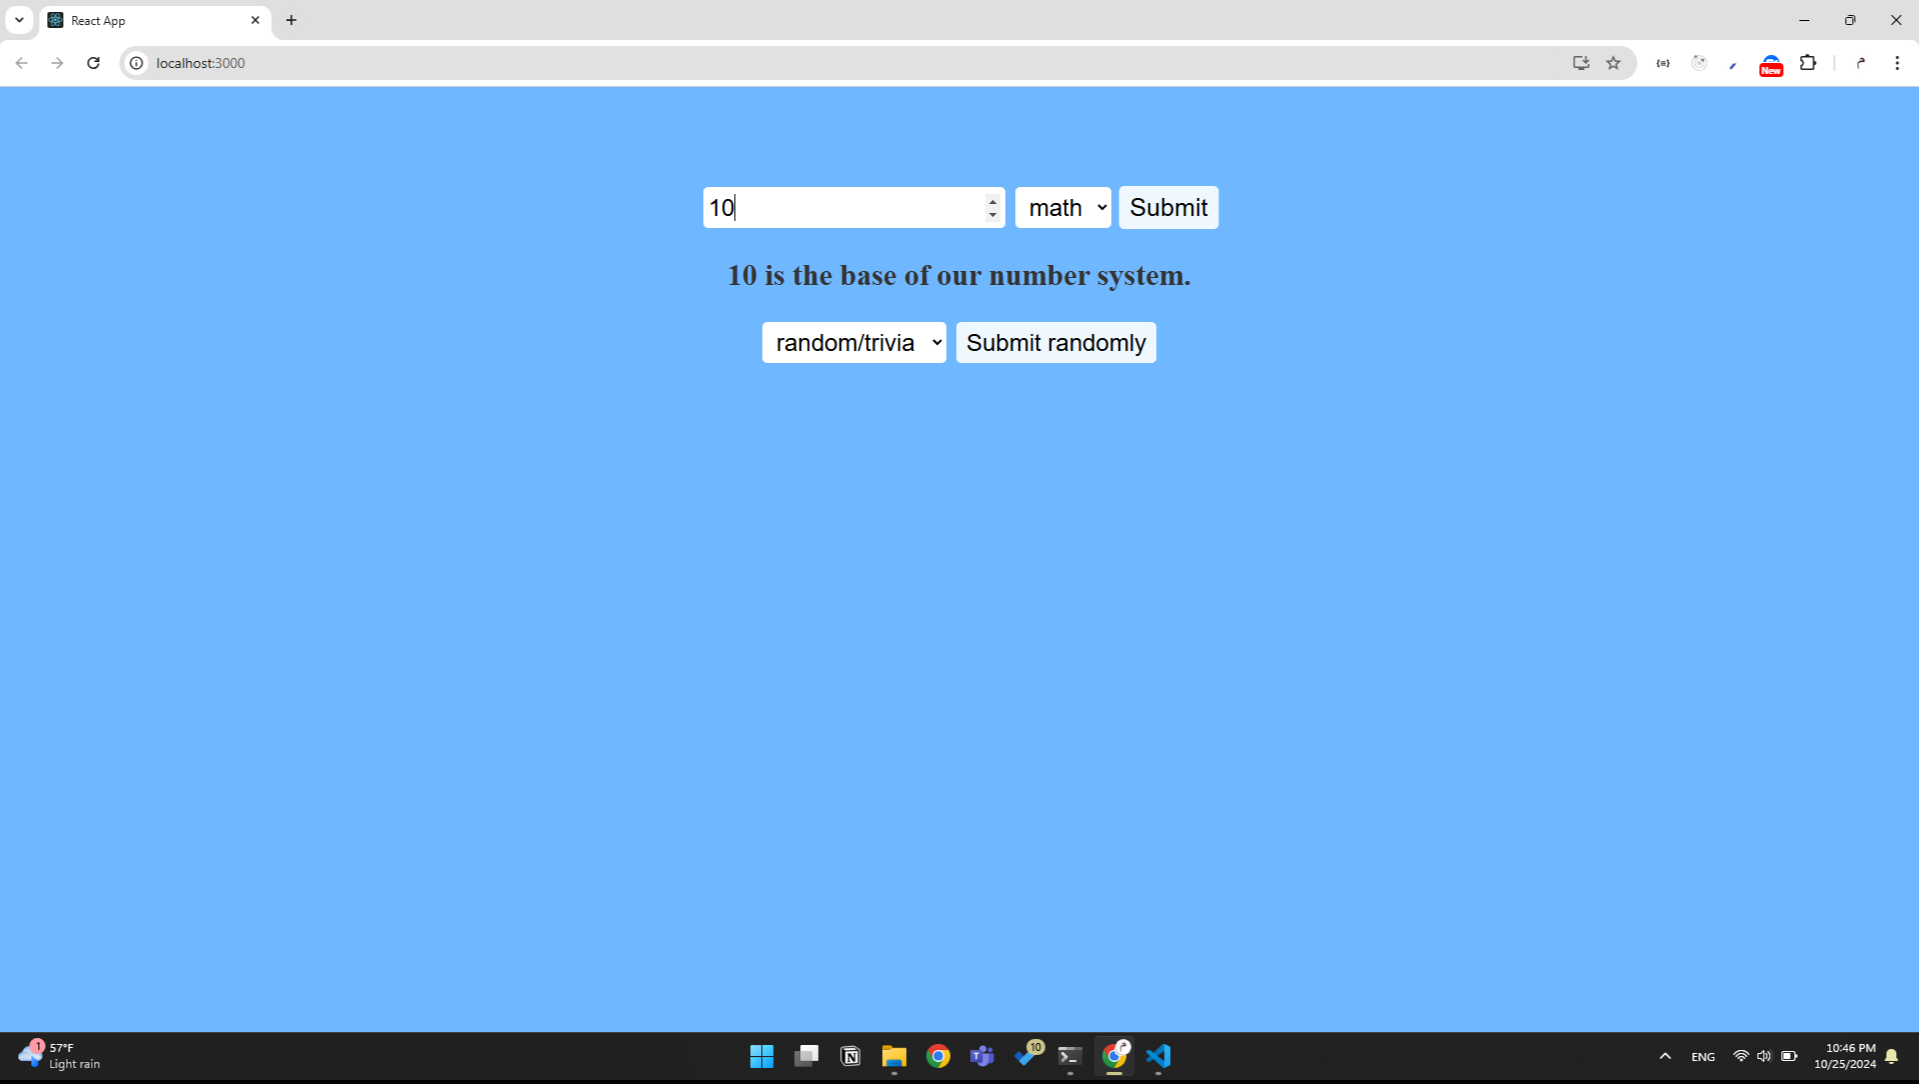 React App
localhost:3000
New
10
math
Submit
10 is the base of our number system.
random/trivia
Submit randomly
1
57°F
Light rain
10
ENG
10:46 PM
10/25/2024